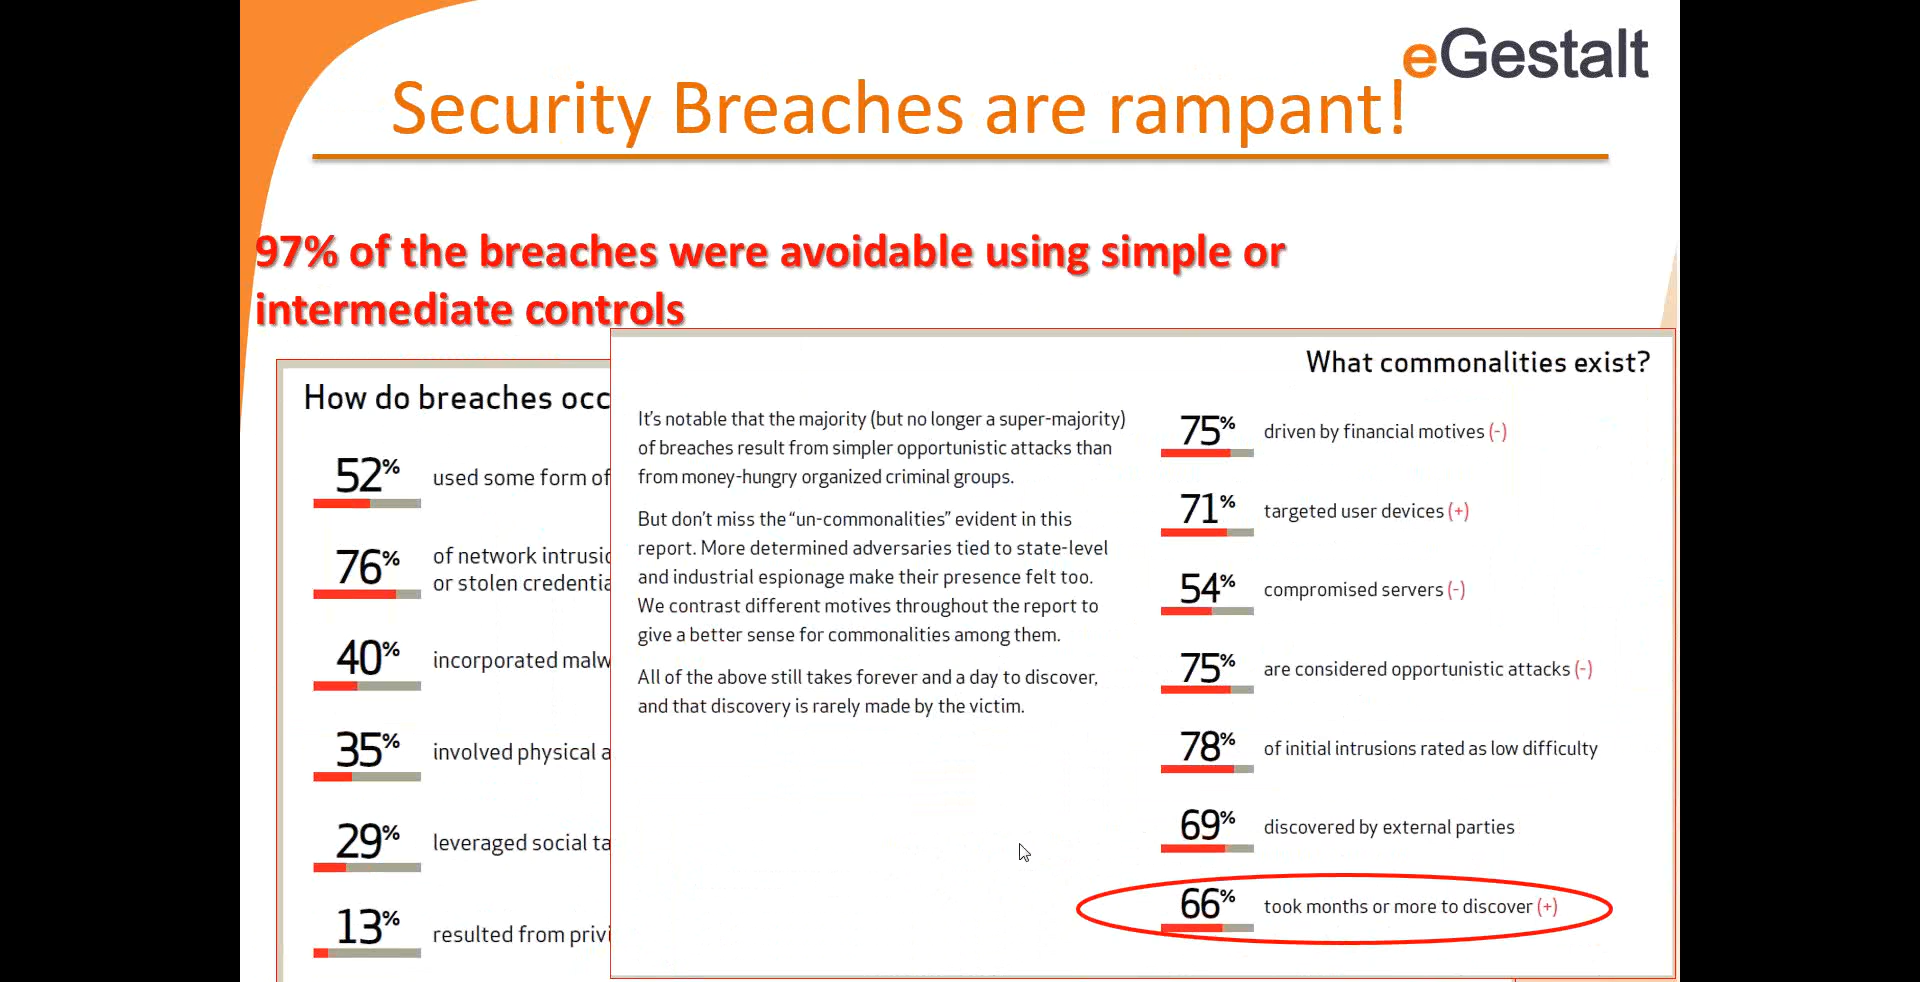 eGestalt
Security Breaches are rampant!
97% of the breaches were avoidable using simple or
intermediate controls
How do breaches occ
52%
used some form of
76%
of network intrusi
or stolen credentia
40%
incorporated malw
35%
involved physical a
29%
leveraged social ta
13%
resulted from privi
What commonalities exist?
It's notable that the majority (but no longer a super-majority)
of breaches result from simpler opportunistic attacks than
from money-hungry organized criminal groups.
But don't miss the “un-commonalities” evident in this
report. More determined adversaries tied to state-level
and industrial espionage make their presence felt too.
We contrast different motives throughout the report to
give a better sense for commonalities among them.
All of the above still takes forever and a day to discover,
and that discovery is rarely made by the victim.
75%
driven by financial motives (-)
71%
targeted user devices (+)
54%
compromised servers (-)
75%
are considered opportunistic attacks (-)
78%
of initial intrusions rated as low difficulty
69%
discovered by external parties
66%
took months or more to discover (+)